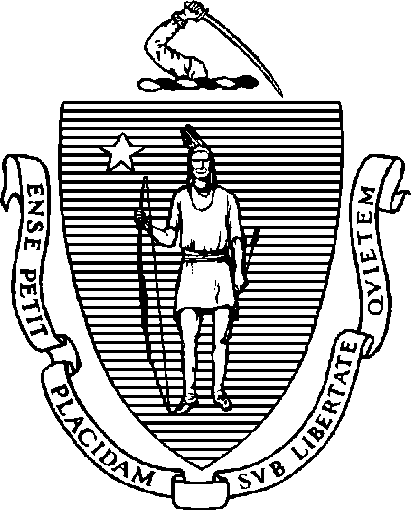 ENSE PETIT
PLACIDAM
SVB LIBERTATE
QVIETEM